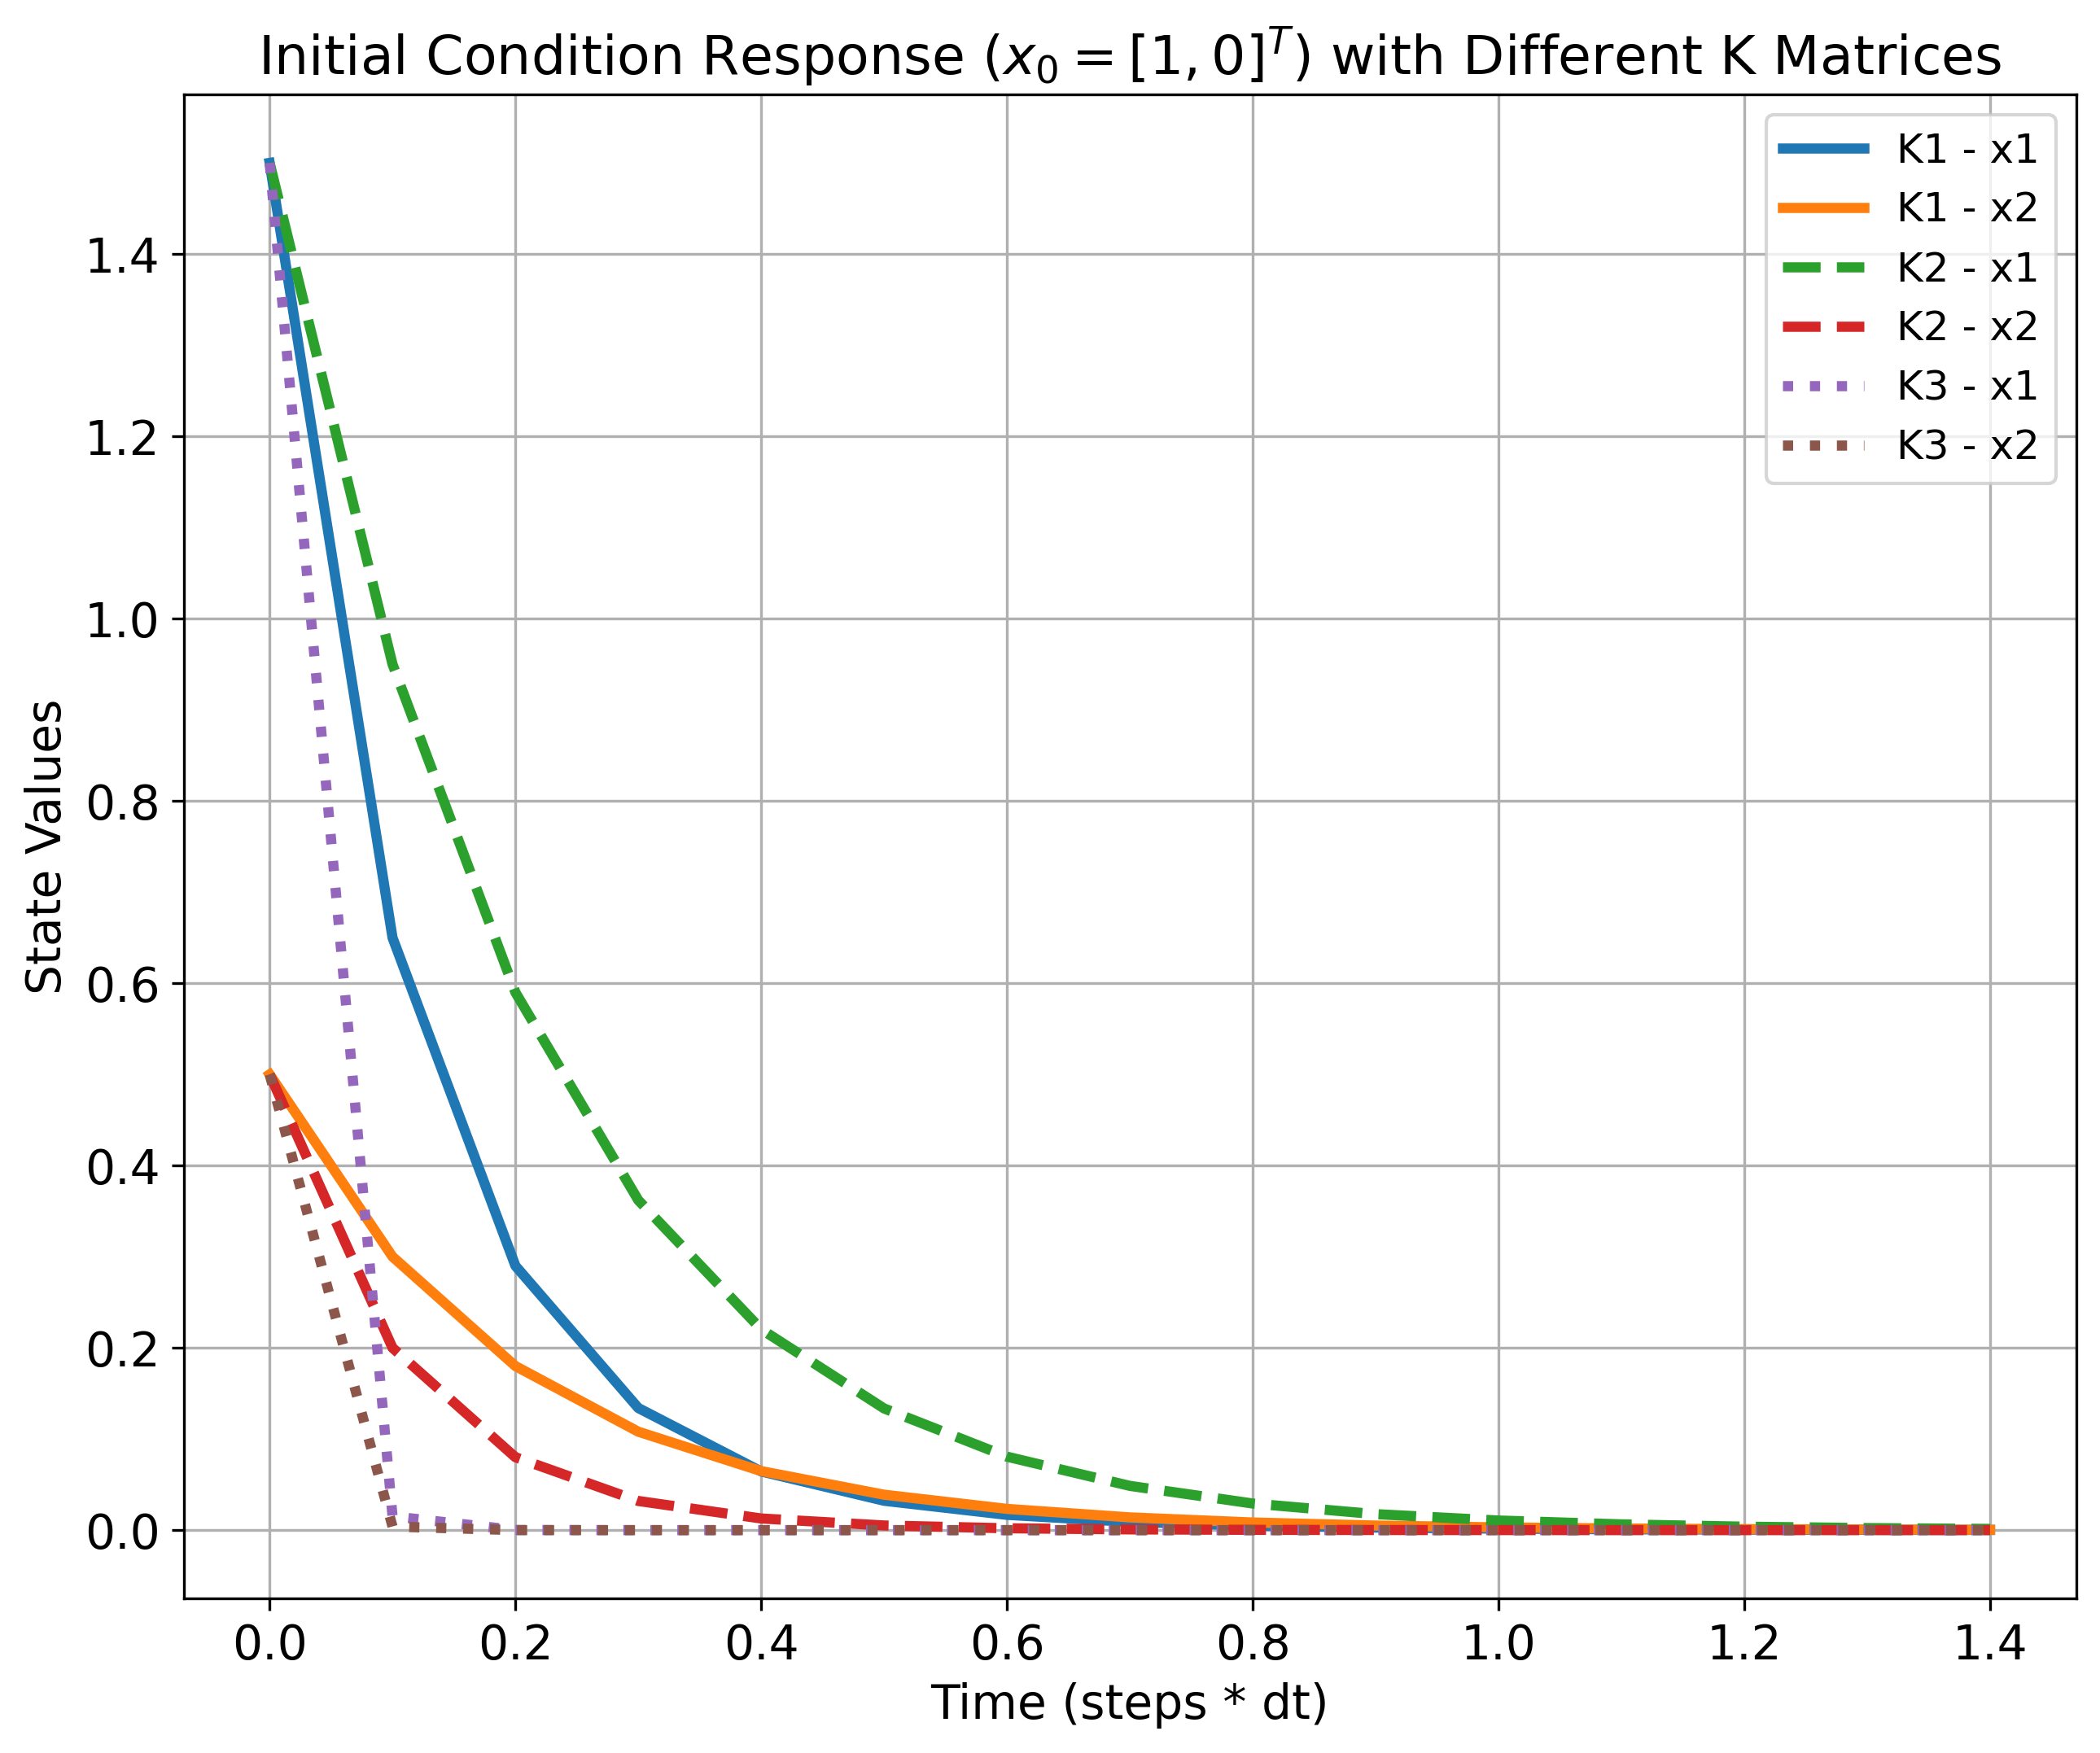 Initial Condition Response ($x_0 = [1, 0]^T$) with Different K Matrices
K1 - x1
K1 - x2
K2 - x1
K2 - x2
K3 - x1
K3 - x2
State Values
1.4
1.2
1.0
0.8
0.6
0.4
0.2
0.0
0.0 0.2 0.4 0.6 0.8 1.0 1.2 1.4
Time (steps * dt)